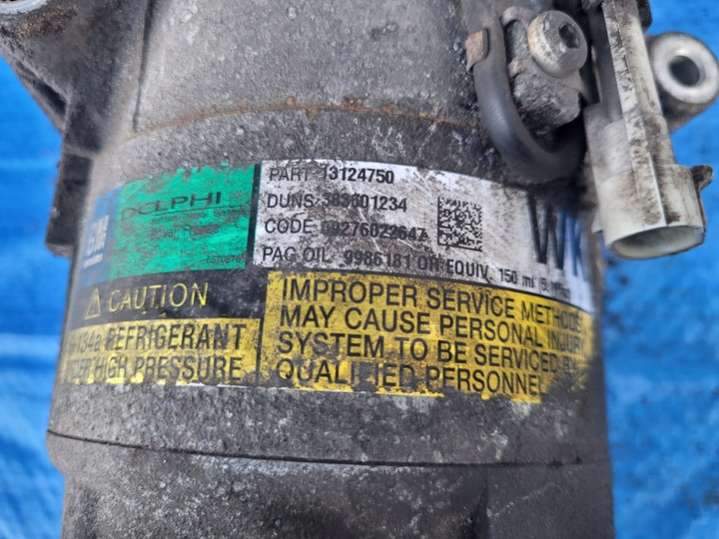 DELPHI
PART 13124750
DUNS
CODE 09276022647
PAG OIL 9986181 OR EQUIV. 150 ml
WK
CAUTION
REFRIGERANT
HIGH PRESSURE
IMPROPER SERVICE METHODS
MAY CAUSE PERSONAL INJURY
SYSTEM TO BE SERVICED BY
QUALIFIED PERSONNEL